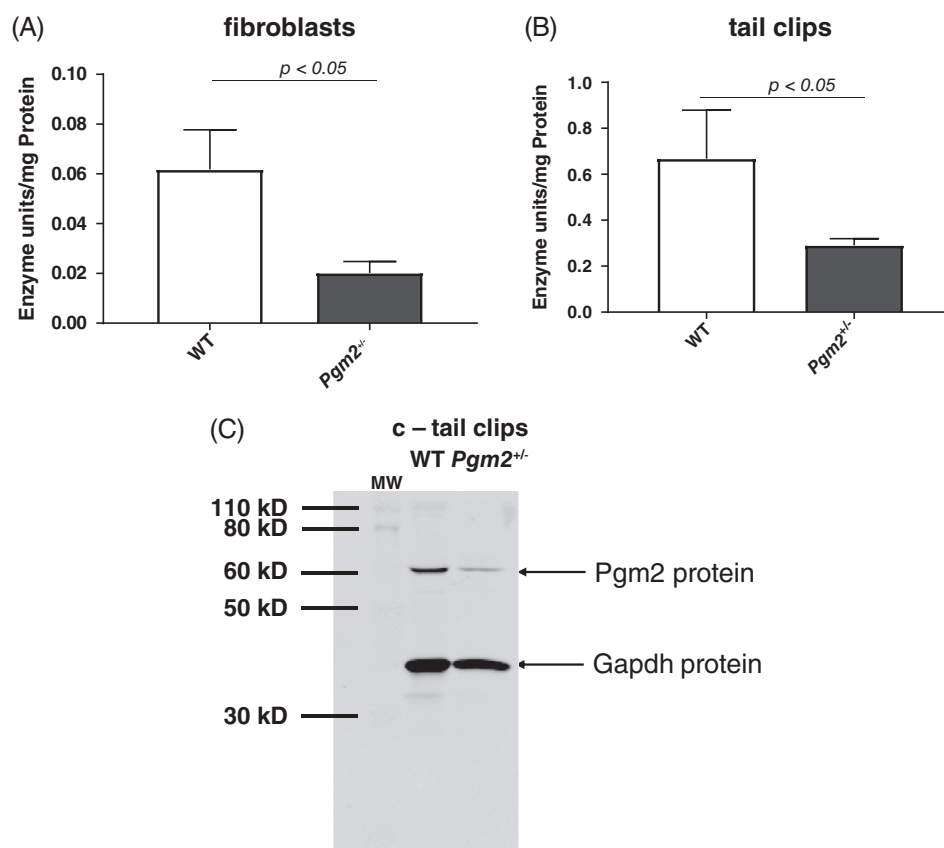 (A)
fibroblasts
p < 0.05
Enzyme units/mg Protein
0.10
0.08
0.06
0.04
0.02
0.00
WT
Pgm2+/-
(B)
tail clips
p < 0.05
Enzyme units/mg Protein
1.0
0.8
0.6
0.4
0.2
0.0
WT
Pgm2+/-
(C)
c – tail clips
WT Pgm2+/-
MW
110 kD
80 kD
60 kD
50 kD
30 kD
Pgm2 protein
Gapdh protein